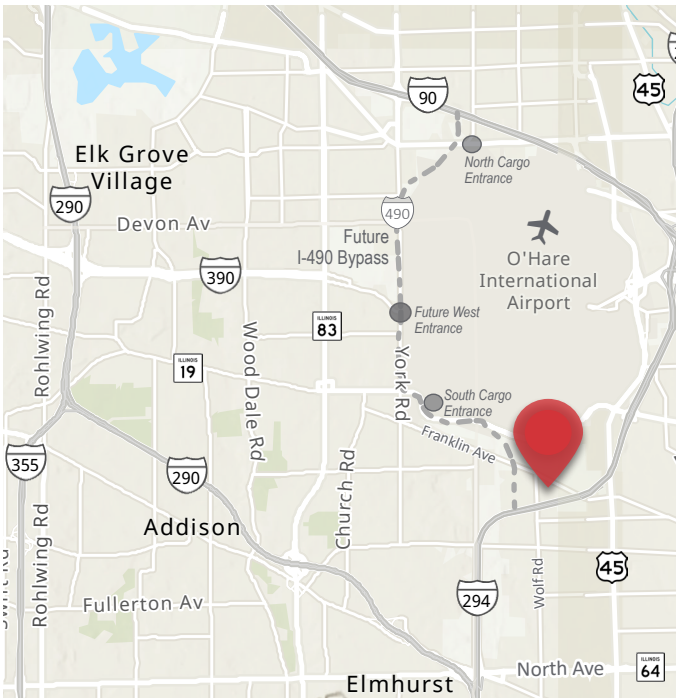 45
90
North Cargo
Entrance
Elk Grove
Village
290
490
Devon Av
Future
I-490 Bypass
O'Hare
International
Airport
390
Rohlwing Rd
ILLINOIS
83
Future West
Entrance
Wood Dale Rd
ILLINOIS
19
York Rd
South Cargo
Entrance
Franklin Ave
355
290
Church Rd
Addison
Rohlwing Rd
45
Wolf Rd
294
Fullerton Av
North Ave
ILLINOIS
64
Elmhurst